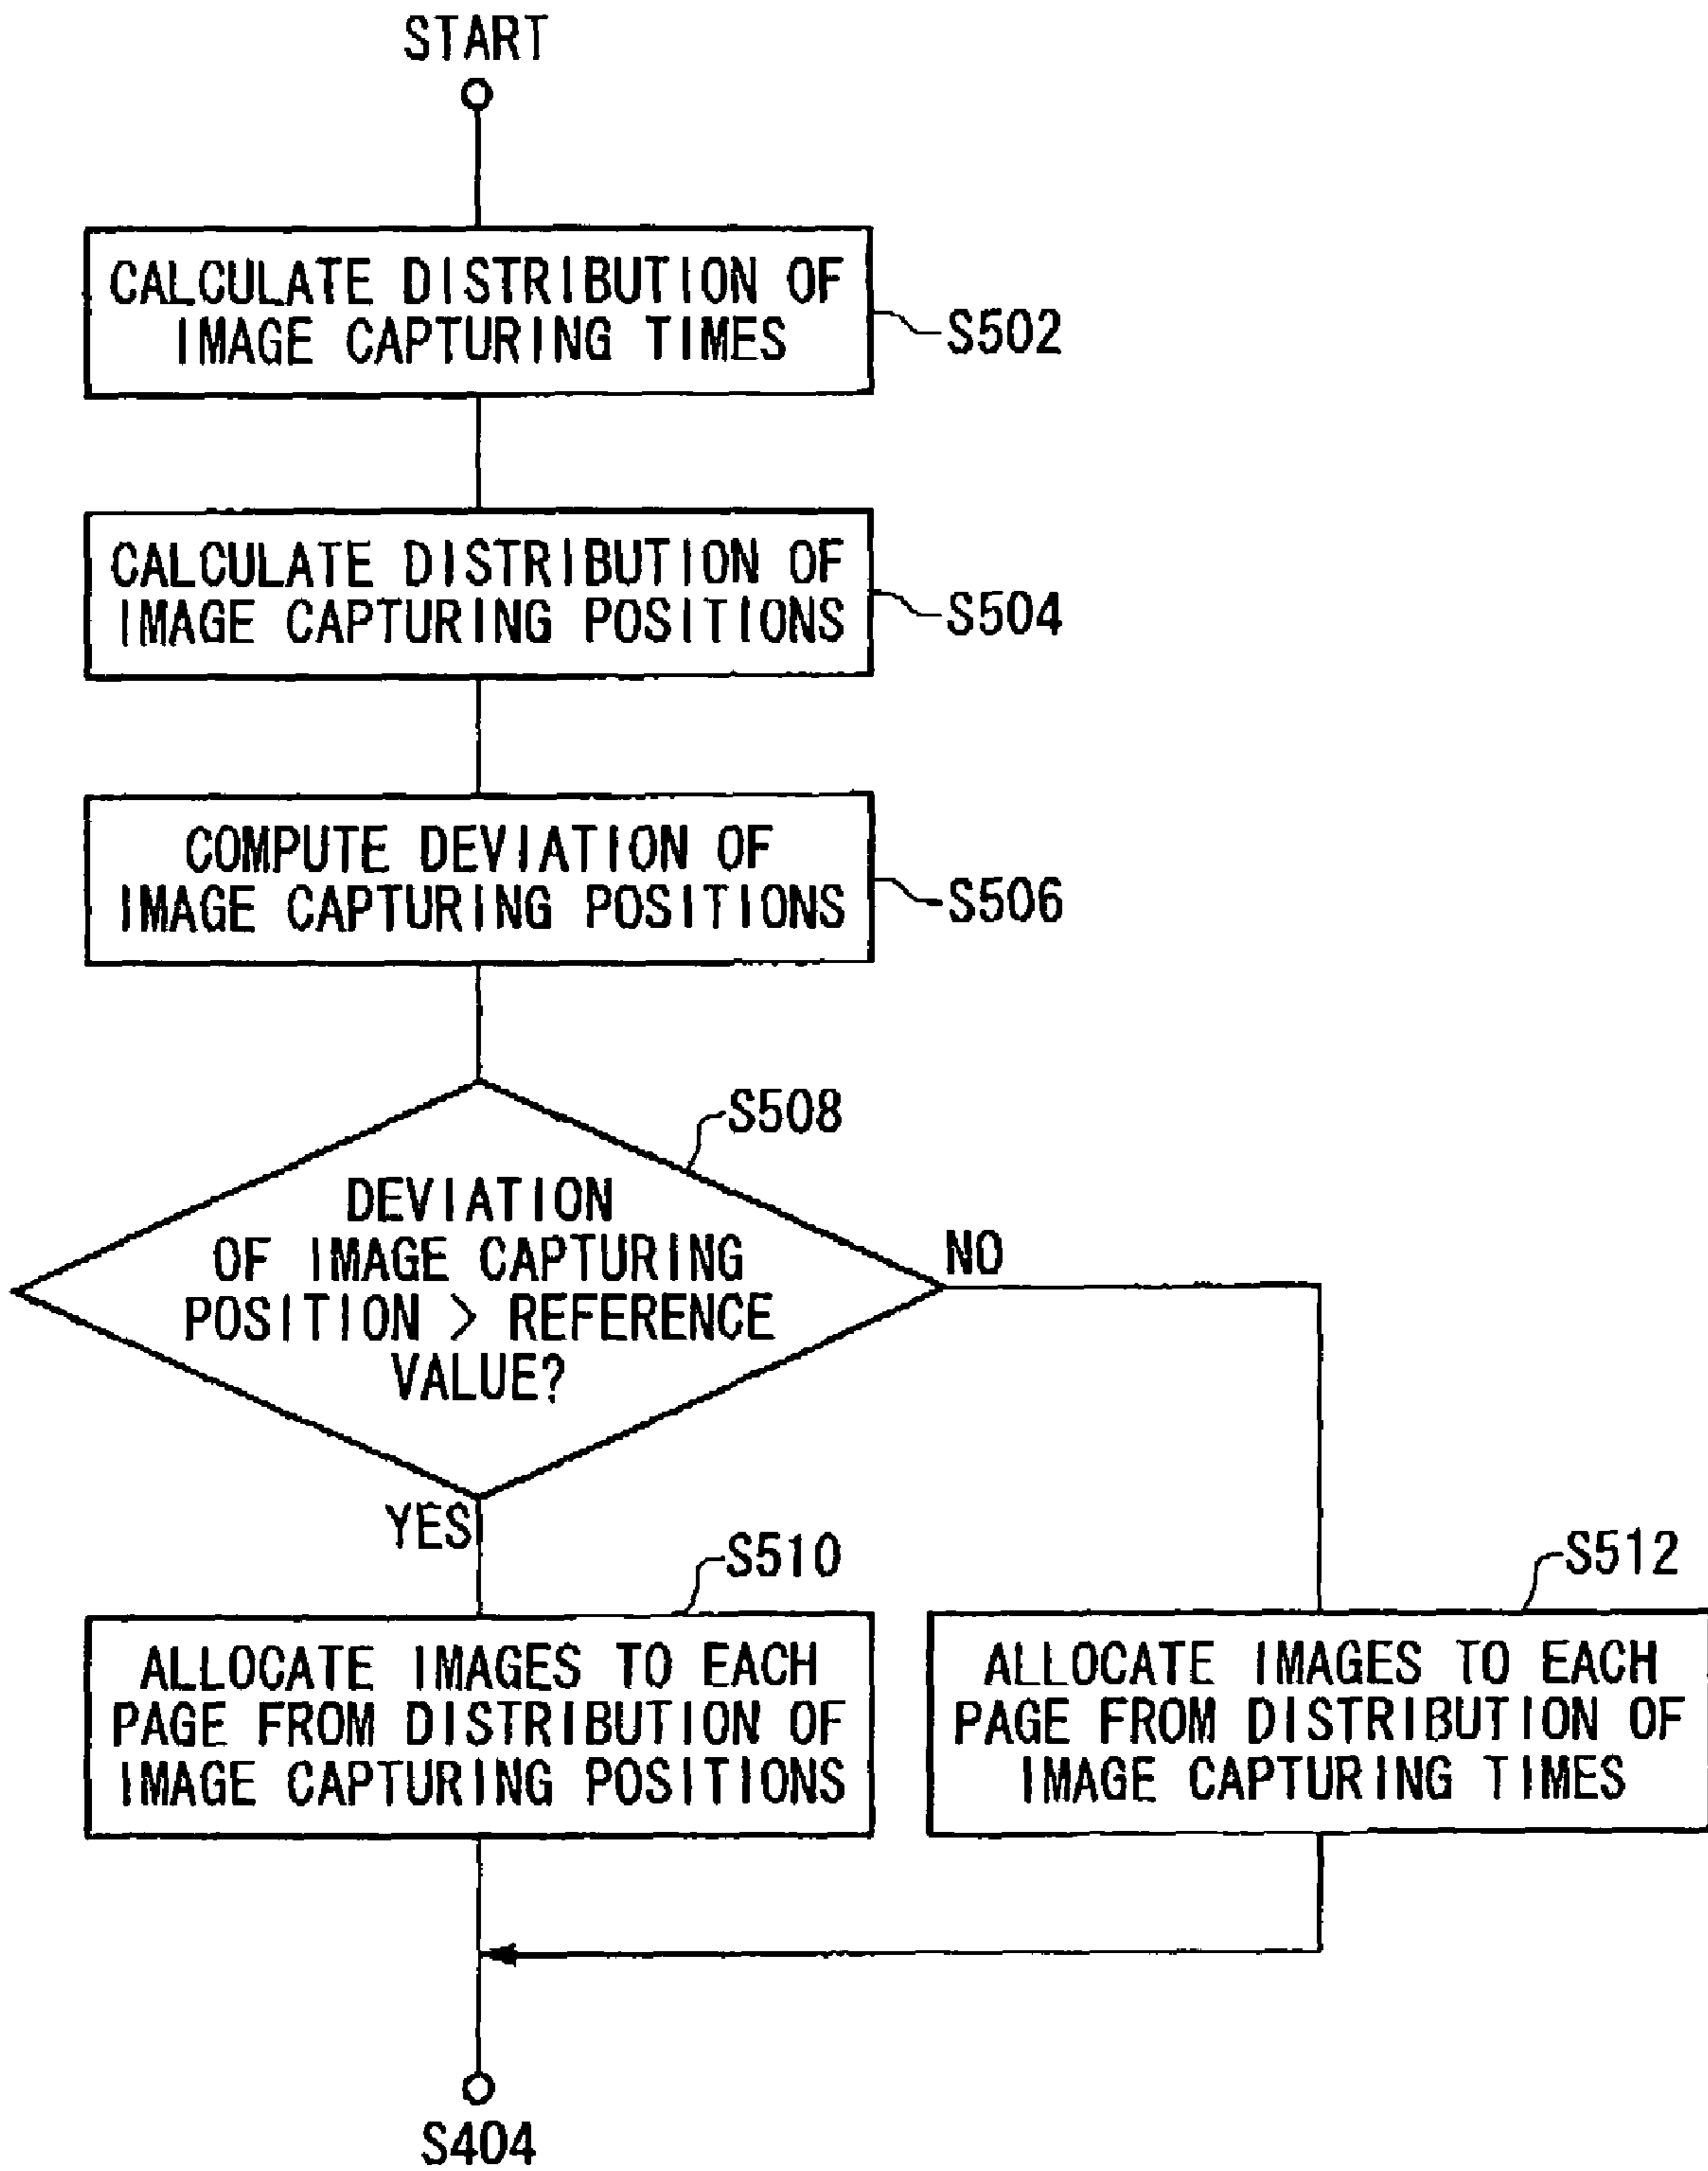 START
CALCULATE DISTRIBUTION OF
IMAGE CAPTURING TIMES
S502
CALCULATE DISTRIBUTION OF
IMAGE CAPTURING POSITIONS
S504
COMPUTE DEVIATION OF
IMAGE CAPTURING POSITIONS
S506
S508
DEVIATION
OF IMAGE CAPTURING
POSITION > REFERENCE
VALUE?
NO
YES
S510
ALLOCATE IMAGES TO EACH
PAGE FROM DISTRIBUTION OF
IMAGE CAPTURING POSITIONS
S512
ALLOCATE IMAGES TO EACH
PAGE FROM DISTRIBUTION OF
IMAGE CAPTURING TIMES
S404